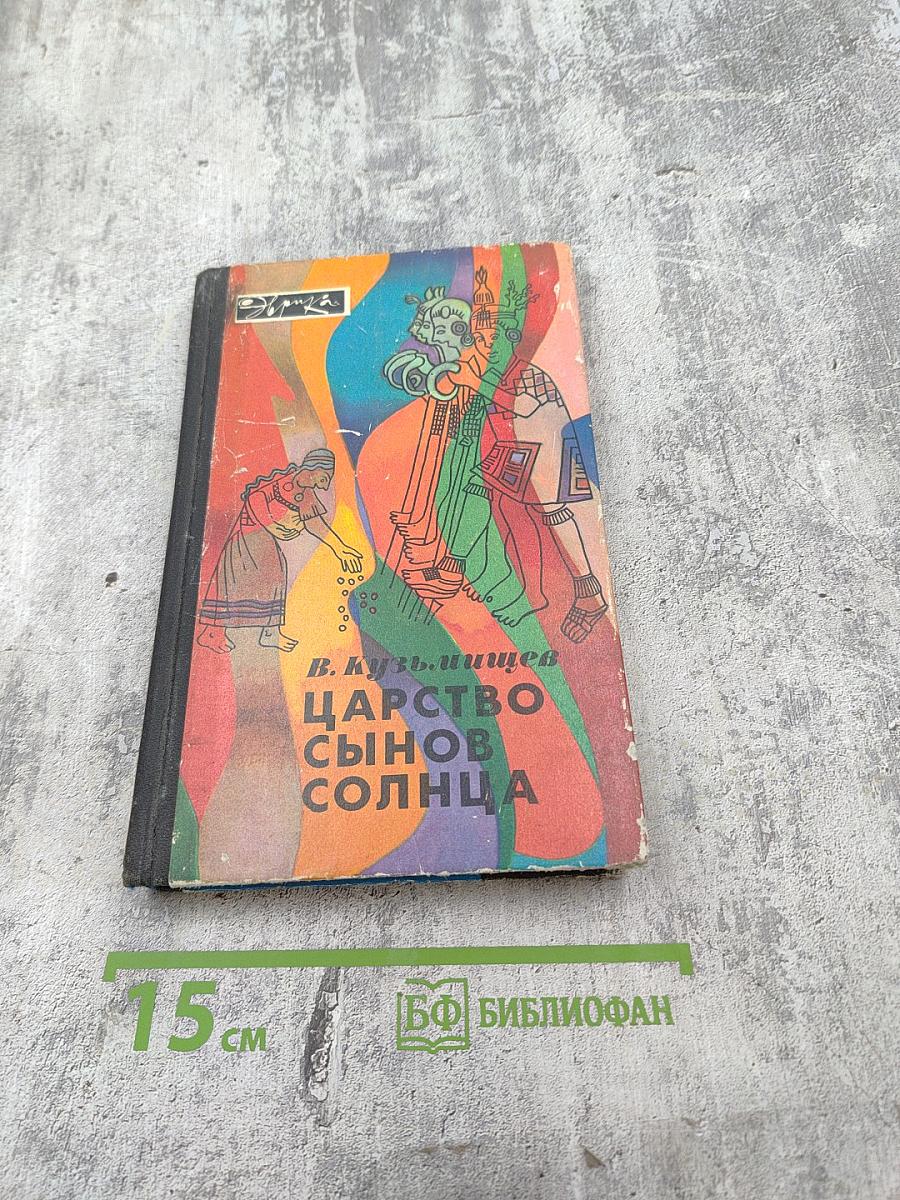 Эврика
В. Кузьмищев
ЦАРСТВО
СЫНОВ
СОЛНЦА
15 см
БФ БИБЛИОФАН